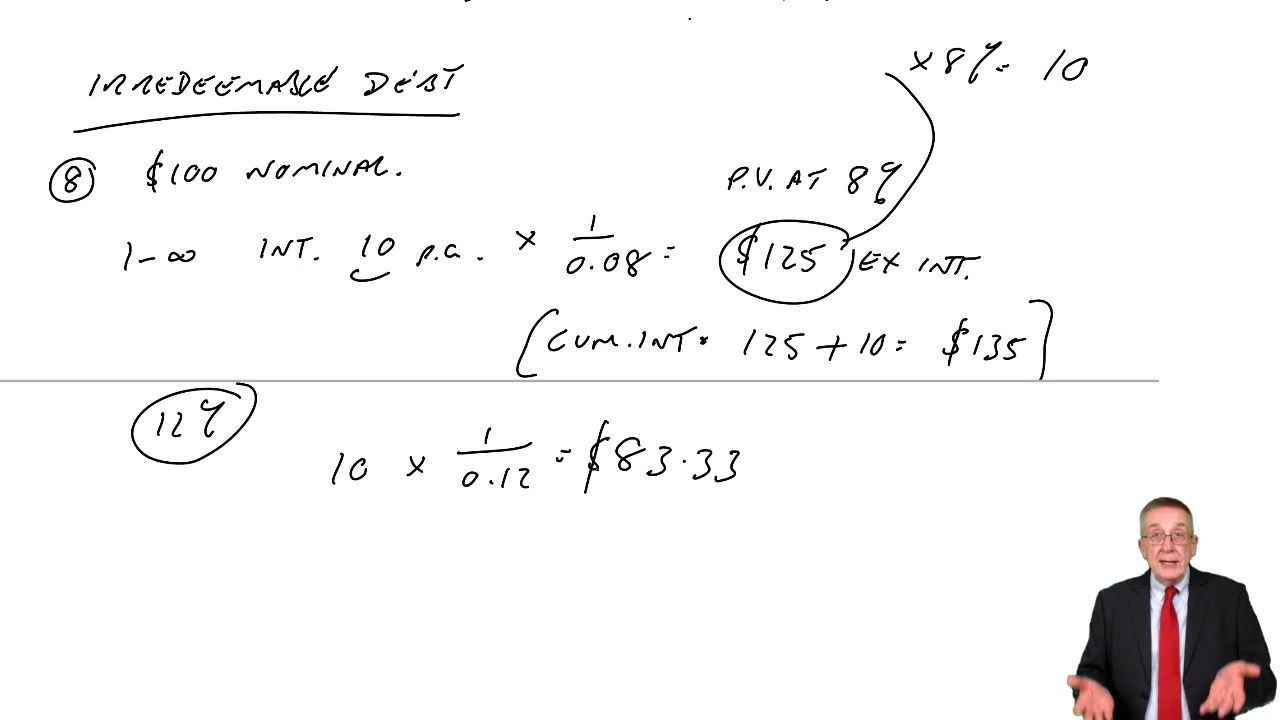 IRREDEEMABLE DEBT
× 8% = 10
8 $100 NOMINAL.
P.V. AT 8%
1-∞ INT. 10 p.a. × 1/0.08 = $125 EX INT.
[CUM. INT. 125 + 10 = $135]
12%
10 × 1/0.12 = $83.33